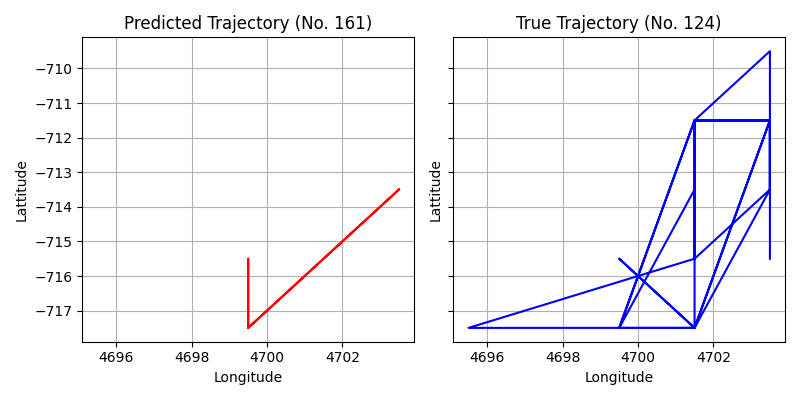 Predicted Trajectory (No. 161)
True Trajectory (No. 124)
Lattitude
−710
−711
−712
−713
−714
−715
−716
−717
4696
4698
4700
4702
Longitude
Lattitude
4696
4698
4700
4702
Longitude